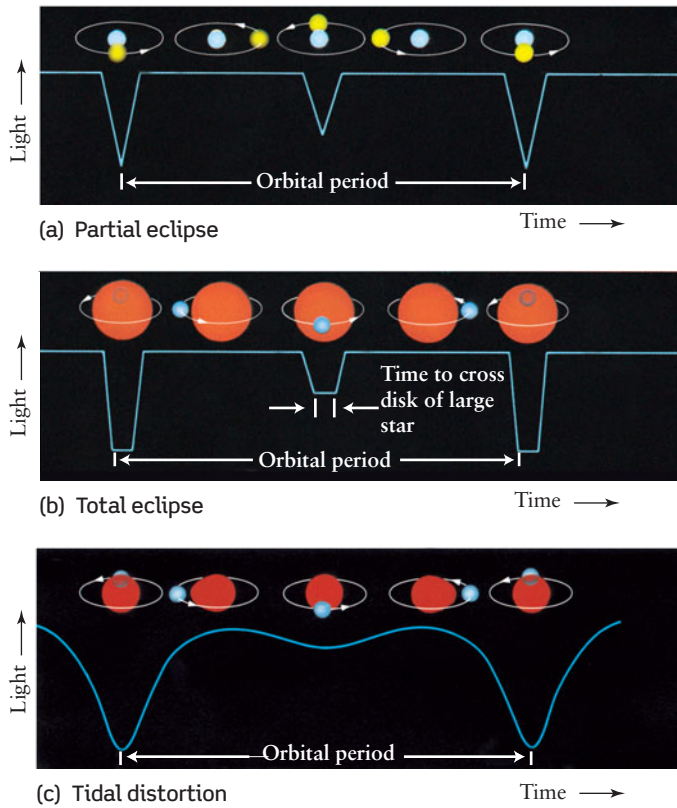 Light
Orbital period
(a) Partial eclipse
Time
Light
Time to cross
disk of large
star
Orbital period
(b) Total eclipse
Time
Light
Orbital period
(c) Tidal distortion
Time